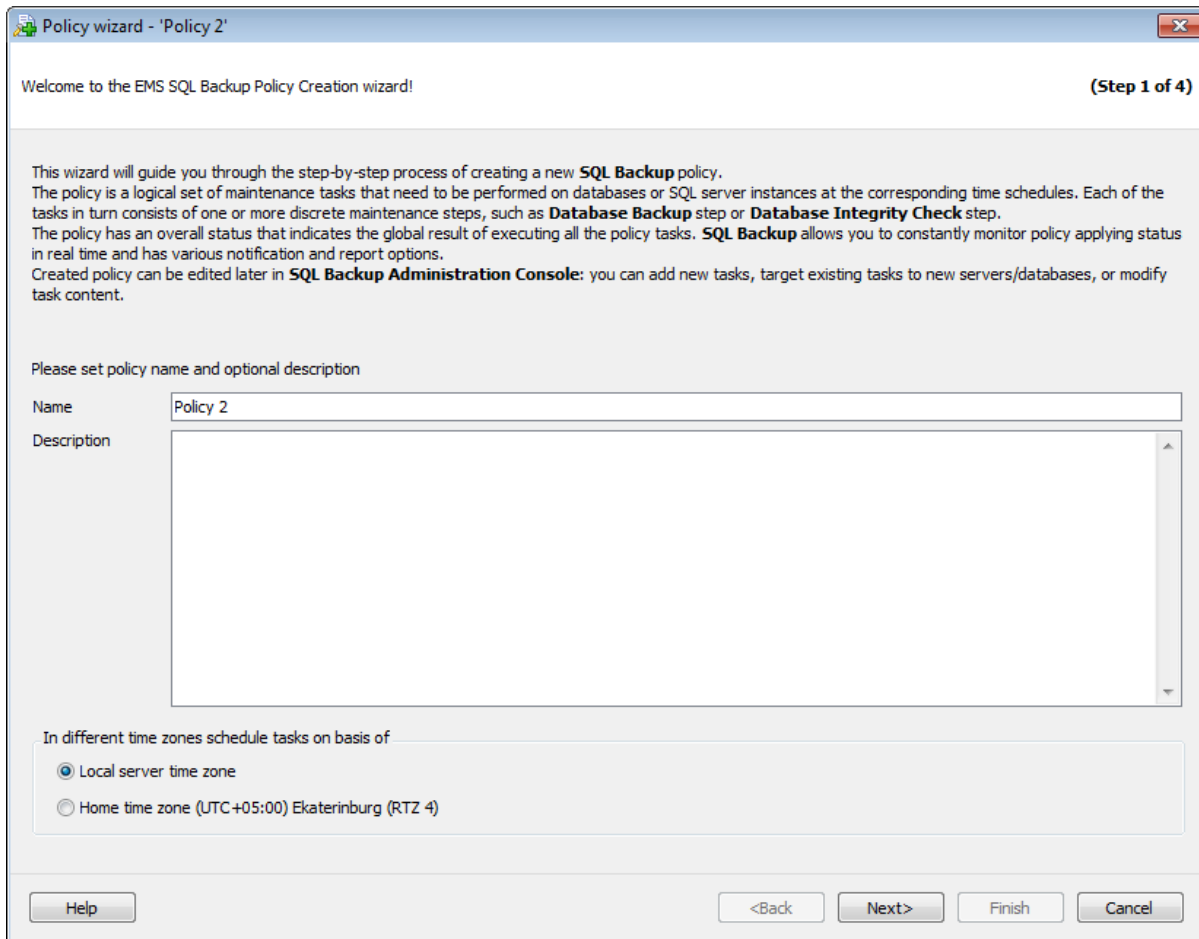 Policy wizard - 'Policy 2'
Welcome to the EMS SQL Backup Policy Creation wizard!
(Step 1 of 4)
This wizard will guide you through the step-by-step process of creating a new SQL Backup policy.
The policy is a logical set of maintenance tasks that need to be performed on databases or SQL server instances at the corresponding time schedules. Each of the
tasks in turn consists of one or more discrete maintenance steps, such as Database Backup step or Database Integrity Check step.
The policy has an overall status that indicates the global result of executing all the policy tasks. SQL Backup allows you to constantly monitor policy applying status
in real time and has various notification and report options.
Created policy can be edited later in SQL Backup Administration Console: you can add new tasks, target existing tasks to new servers/databases, or modify
task content.
Please set policy name and optional description
Name
Policy 2
Description
In different time zones schedule tasks on basis of
Local server time zone
Home time zone (UTC+05:00) Ekaterinburg (RTZ 4)
Help
<Back
Next>
Finish
Cancel